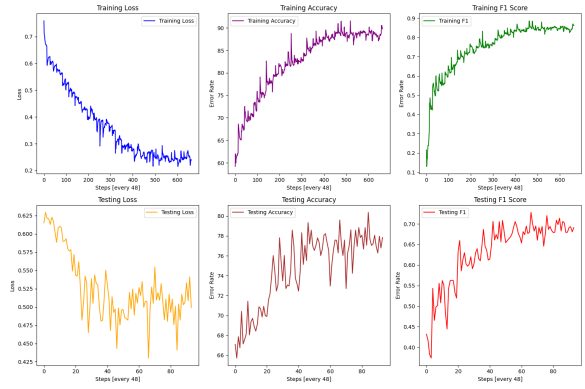 Training Loss
Training Loss
0.7
0.6
0.5
0.4
0.3
0.2
Loss
0 100 200 300 400 500 600
Steps [every 48]
Training Accuracy
Training Accuracy
90
85
80
75
70
65
60
Error Rate
0 100 200 300 400 500 600
Steps [every 48]
Training F1 Score
Training F1
0.9
0.8
0.7
0.6
0.5
0.4
0.3
0.2
0.1
Error Rate
0 100 200 300 400 500 600
Steps [every 48]
Testing Loss
Testing Loss
0.625
0.600
0.575
0.550
0.525
0.500
0.475
0.450
0.425
Loss
0 20 40 60 80
Steps [every 48]
Testing Accuracy
Testing Accuracy
80
78
76
74
72
70
68
66
Error Rate
0 20 40 60 80
Steps [every 48]
Testing F1 Score
Testing F1
0.70
0.65
0.60
0.55
0.50
0.45
0.40
Error Rate
0 20 40 60 80
Steps [every 48]